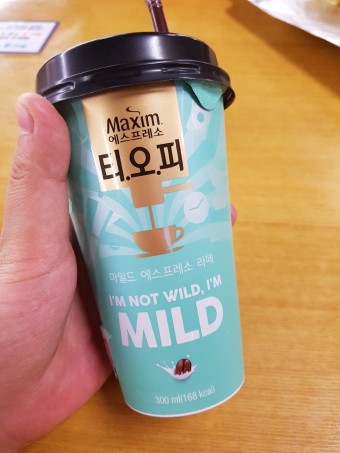 Maxim
에스프레소
티.오.피
마일드 에스프레소 라떼
I'M NOT WILD, I'M
MILD
300 ml(168 kcal)